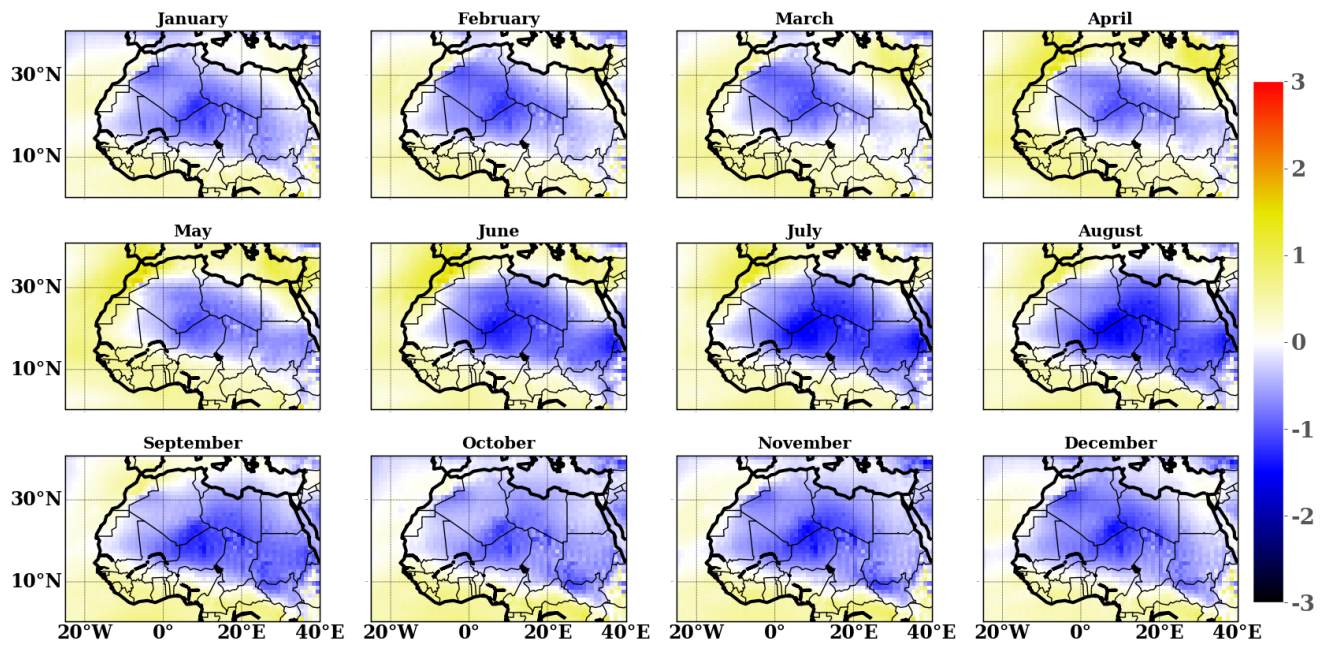 January February March April
30°N
10°N
May June July August
30°N
10°N
September October November December
30°N
10°N
20°W 0° 20°E 40°E 20°W 0° 20°E 40°E 20°W 0° 20°E 40°E 20°W 0° 20°E 40°E
3
2
1
0
-1
-2
-3